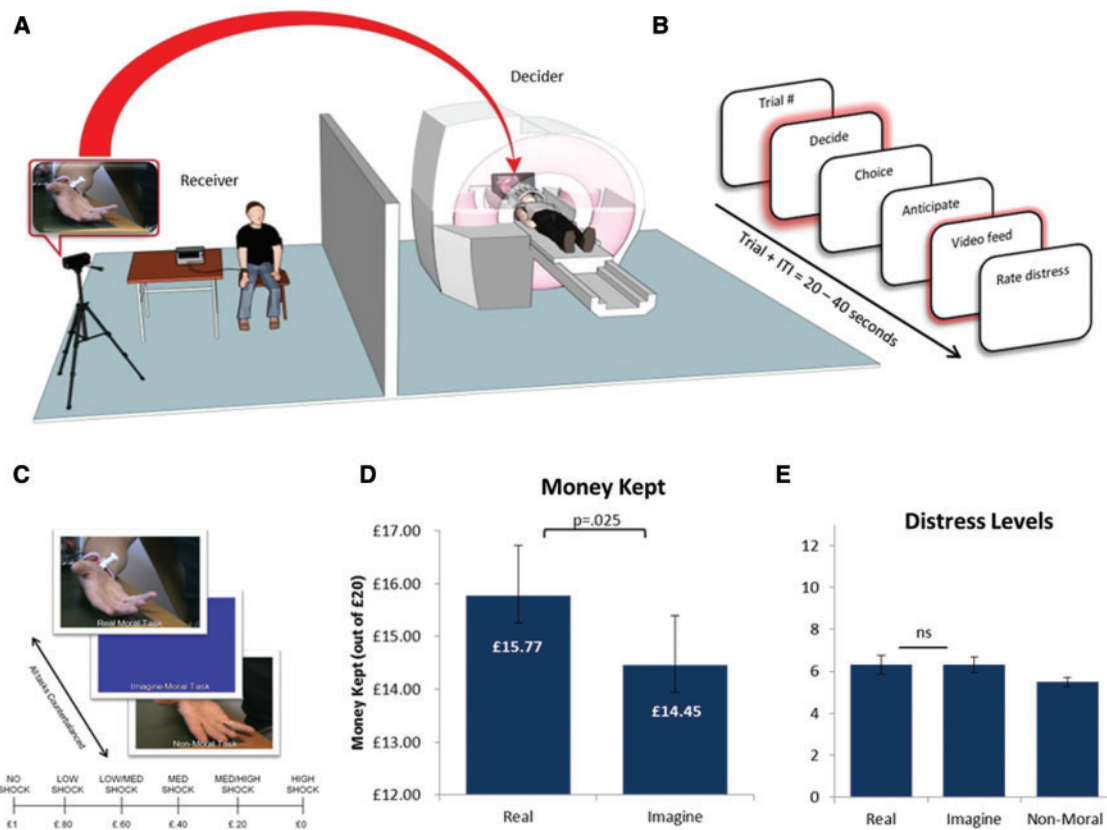 A
Decider
Receiver
B
Trial #
Decide
Choice
Anticipate
Video feed
Rate distress
Trial + ITI = 20 – 40 seconds
C
Real Moral Task
Imagine Moral Task
Non-Moral Task
All tasks Counterbalanced
NO SHOCK
LOW SHOCK
LOW/MED SHOCK
MED SHOCK
MED/HIGH SHOCK
HIGH SHOCK
£1
£.80
£.60
£.40
£.20
£0
D
Money Kept
p=.025
Money Kept (out of £20)
£17.00
£16.00
£15.00
£14.00
£13.00
£12.00
£15.77
£14.45
Real
Imagine
E
Distress Levels
12
10
8
6
4
2
0
ns
Real
Imagine
Non-Moral